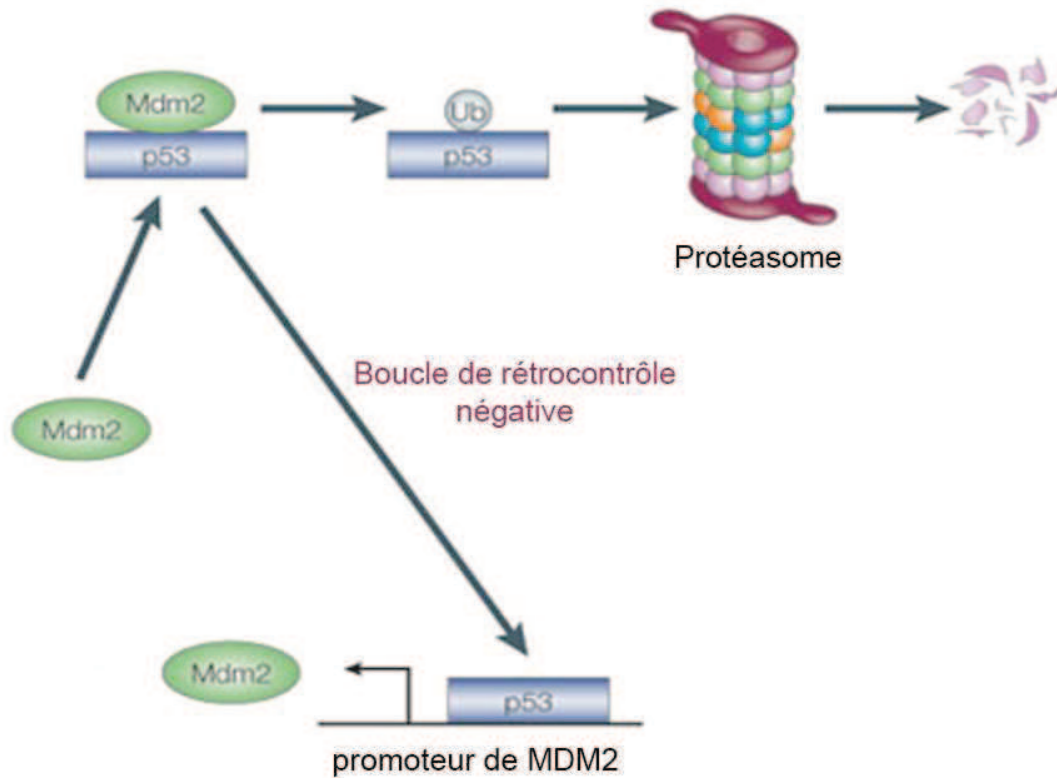 Mdm2
p53
Ub
p53
Protéasome
Boucle de rétrocontrôle
négative
Mdm2
Mdm2
p53
promoteur de MDM2